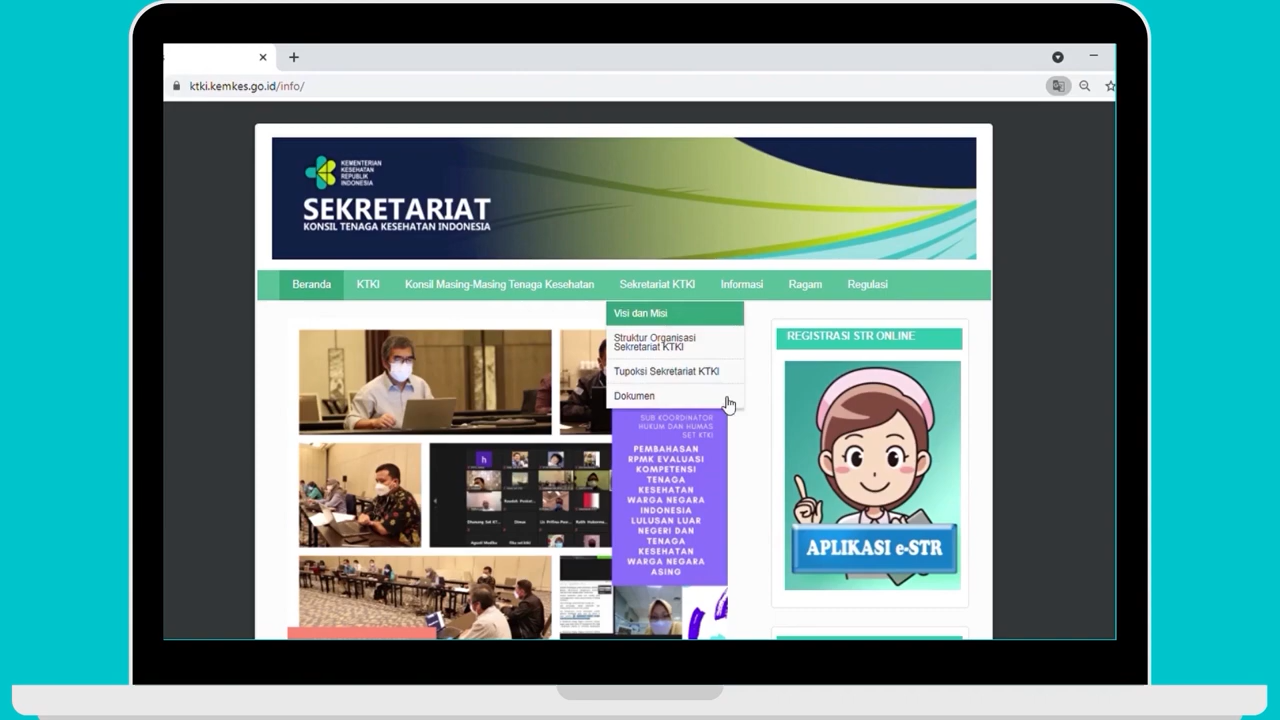 ktki.kemkes.go.id/info/
KEMENTERIAN
KESEHATAN
REPUBLIK
INDONESIA
SEKRETARIAT
KONSIL TENAGA KESEHATAN INDONESIA
Beranda KTKI Konsil Masing-Masing Tenaga Kesehatan Sekretariat KTKI Informasi Ragam Regulasi
Visi dan Misi
Struktur Organisasi
Sekretariat KTKI
Tupoksi Sekretariat KTKI
Dokumen
SUB KOORDINATOR
HUKUM DAN HUMAS
SET KTKI
PEMBAHASAN
RPMK EVALUASI
KOMPETENSI
TENAGA
KESEHATAN
WARGA NEGARA
INDONESIA
LULUSAN LUAR
NEGERI DAN
TENAGA
KESEHATAN
WARGA NEGARA
ASING
h
REGISTRASI STR ONLINE
APLIKASI e-STR